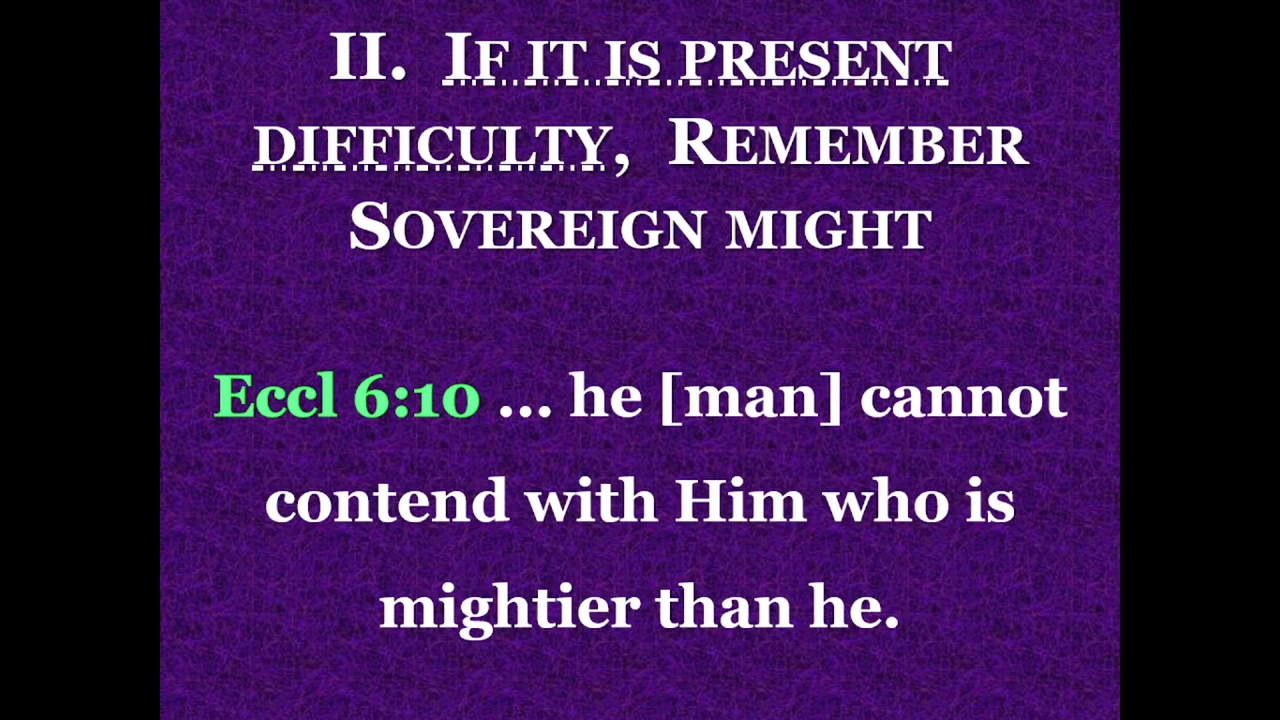 II. IF IT IS PRESENT
DIFFICULTY, REMEMBER
SOVEREIGN MIGHT
Eccl 6:10 ... he [man] cannot
contend with Him who is
mightier than he.